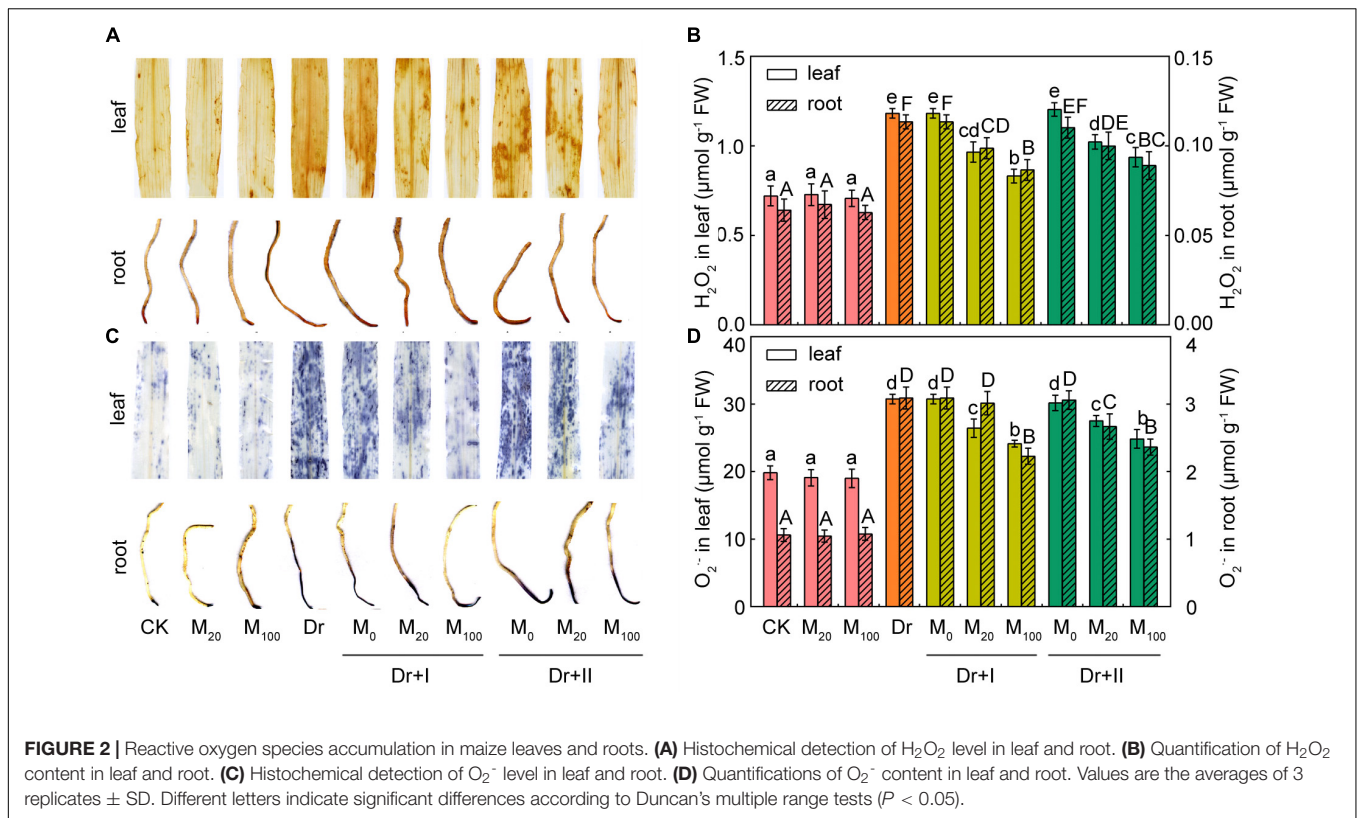 A
leaf
root
C
leaf
root
CK M₂₀ M₁₀₀ Dr M₀ M₂₀ M₁₀₀ M₀ M₂₀ M₁₀₀
Dr+I Dr+II
B
1.5
1.0
0.5
0.0
H₂O₂ in leaf (µmol g⁻¹ FW)
leaf
root
a A a A a A e F e F cd CD b B e EF d DE c BC
0.15
0.10
0.05
0.00
H₂O₂ in root (µmol g⁻¹ FW)
D
40
30
20
10
0
O₂·⁻ in leaf (µmol g⁻¹ FW)
leaf
root
a A a A a A d D d D c D b B d D c C b B
4
3
2
1
0
O₂·⁻ in root (µmol g⁻¹ FW)
CK M₂₀ M₁₀₀ Dr M₀ M₂₀ M₁₀₀ M₀ M₂₀ M₁₀₀
Dr+I Dr+II
FIGURE 2 | Reactive oxygen species accumulation in maize leaves and roots. (A) Histochemical detection of H₂O₂ level in leaf and root. (B) Quantification of H₂O₂
content in leaf and root. (C) Histochemical detection of O₂⁻ level in leaf and root. (D) Quantifications of O₂⁻ content in leaf and root. Values are the averages of 3
replicates ± SD. Different letters indicate significant differences according to Duncan's multiple range tests (P < 0.05).